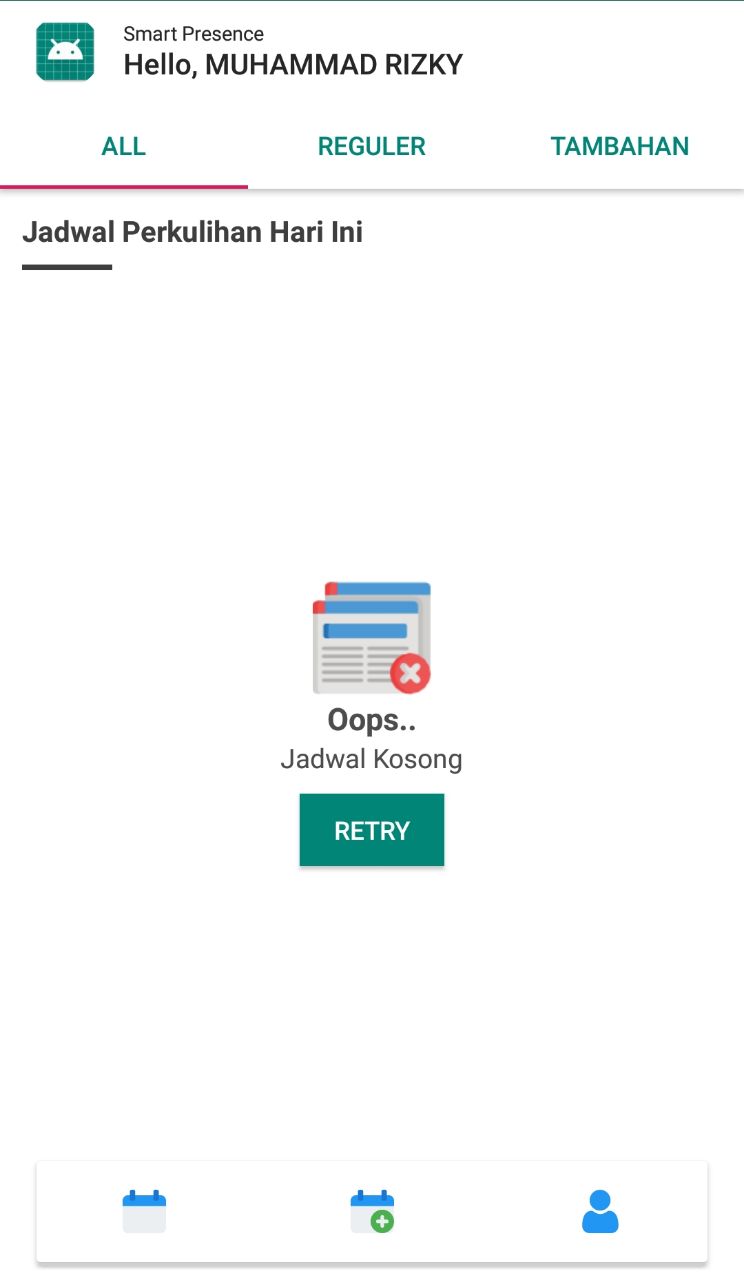 Smart Presence
Hello, MUHAMMAD RIZKY
ALL REGULER TAMBAHAN
Jadwal Perkulihan Hari Ini
Oops..
Jadwal Kosong
RETRY